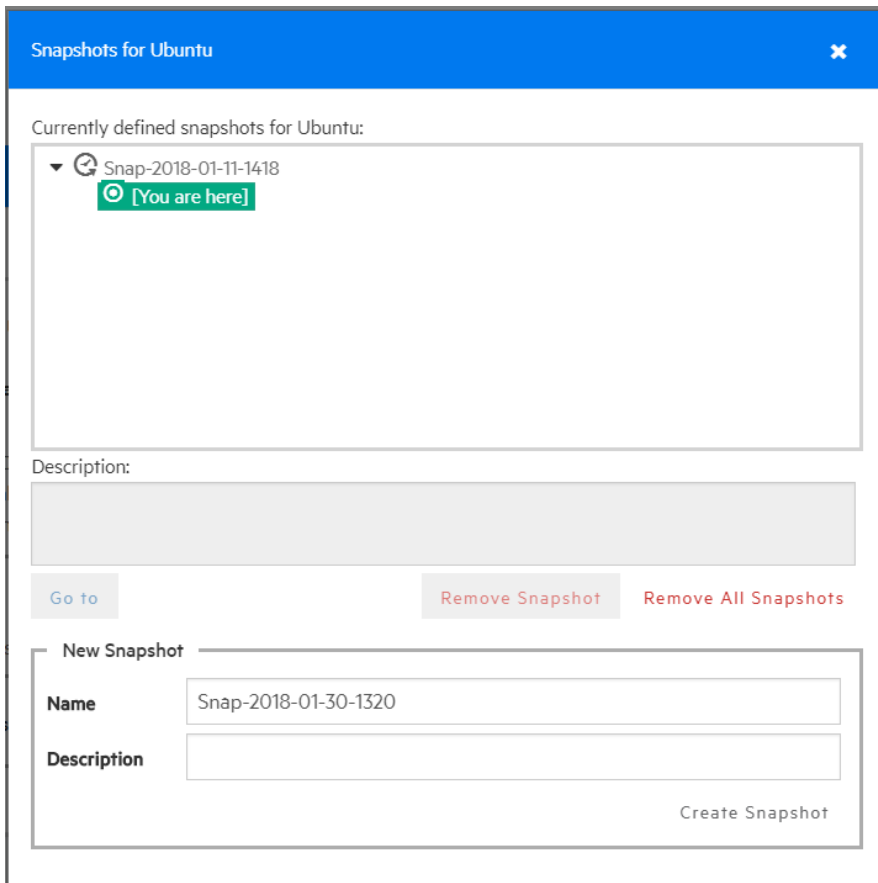 Snapshots for Ubuntu
Currently defined snapshots for Ubuntu:
Snap-2018-01-11-1418
[You are here]
Description:
Go to Remove Snapshot Remove All Snapshots
New Snapshot
Name Snap-2018-01-30-1320
Description
Create Snapshot